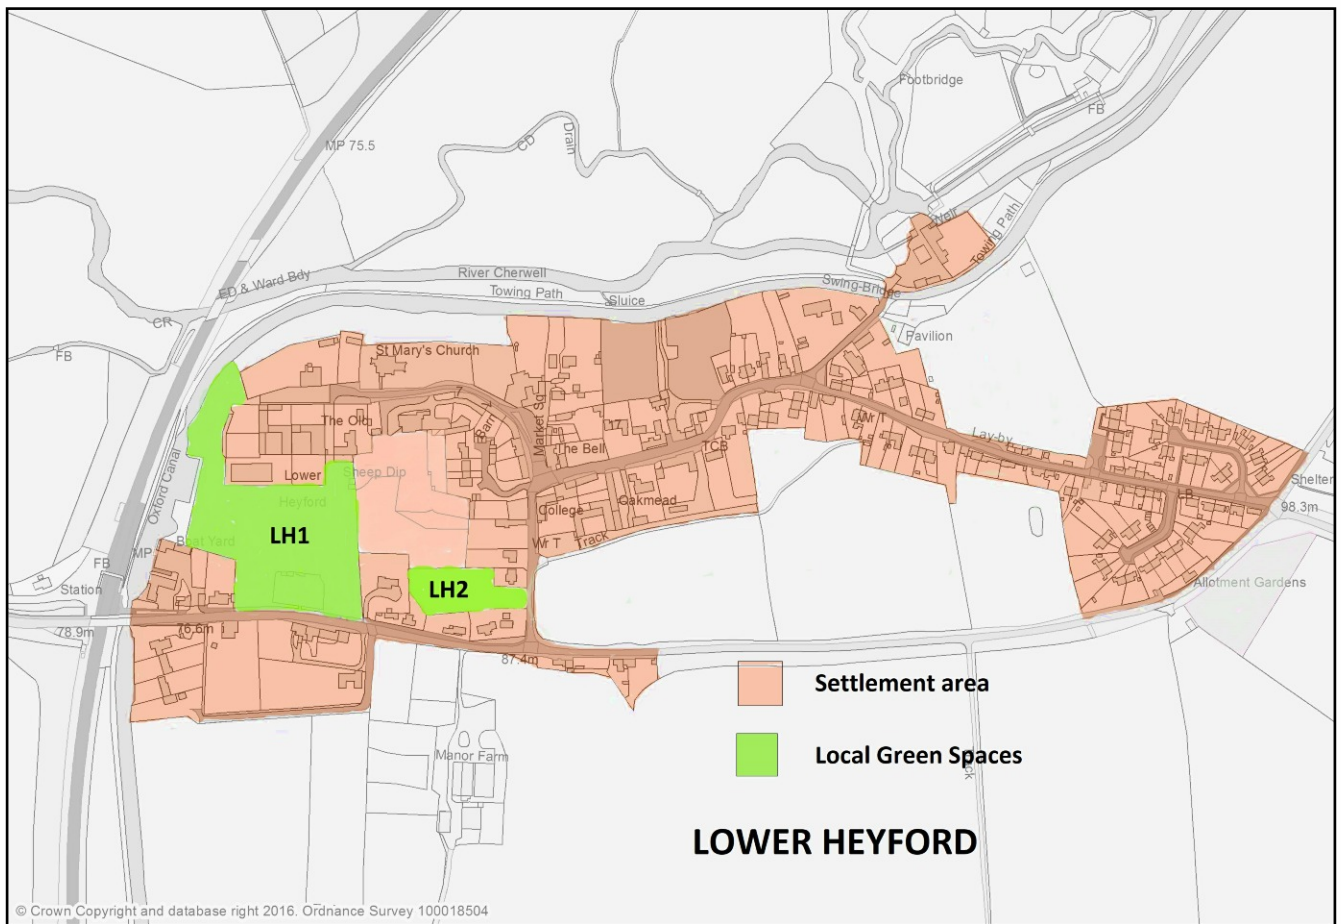 Footbridge
FB
MP 75.5
CD
Drain
Weir
Towing Path
ED & Ward Bdy
River Cherwell
Towing Path
Sluice
Swing-Bridge
CR
FB
Pavilion
St Mary's Church
The Old
Barn
Market Sq
The Bell
17
TCB
Lay-by
Lower
Sheep Dip
Heyford
Oxford Canal
LH1
College
Oakmead
LB
Shelter
98.3m
Boat Yard
MP
FB
Wr T
Track
Station
LH2
Allotment Gardens
78.9m
76.6m
87.4m
Settlement area
Manor Farm
Local Green Spaces
LOWER HEYFORD
© Crown Copyright and database right 2016. Ordnance Survey 100018504